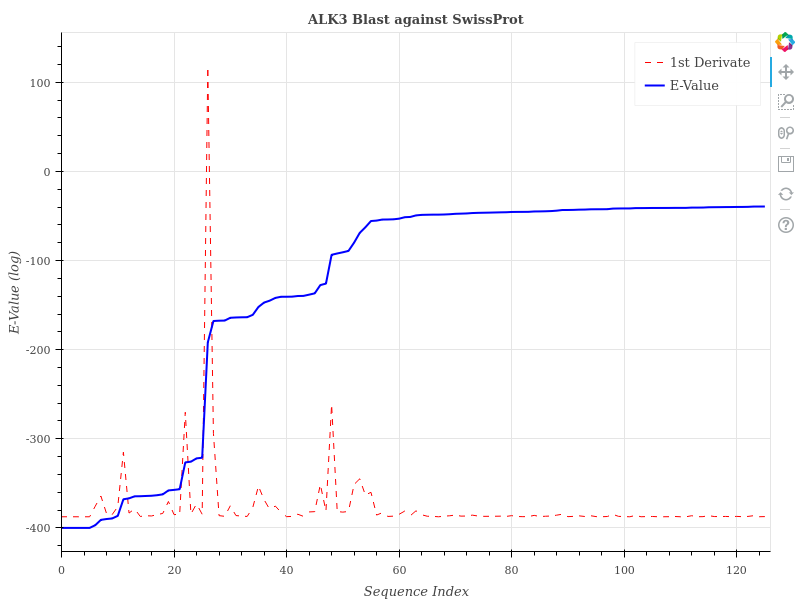 ALK3 Blast against SwissProt
1st Derivate
E-Value
100
0
-100
-200
-300
-400
E-Value (log)
0
20
40
60
80
100
120
Sequence Index